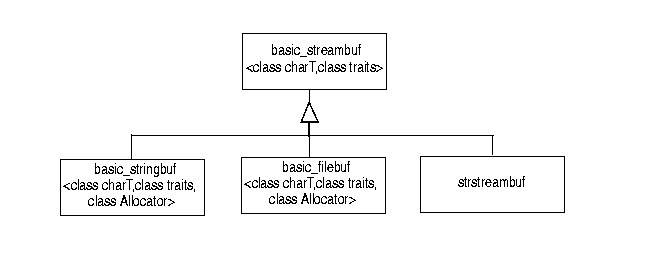 basic_streambuf
<class charT,class traits>
basic_stringbuf
<class charT,class traits,
class Allocator>
basic_filebuf
<class charT,class traits,
class Allocator>
strstreambuf